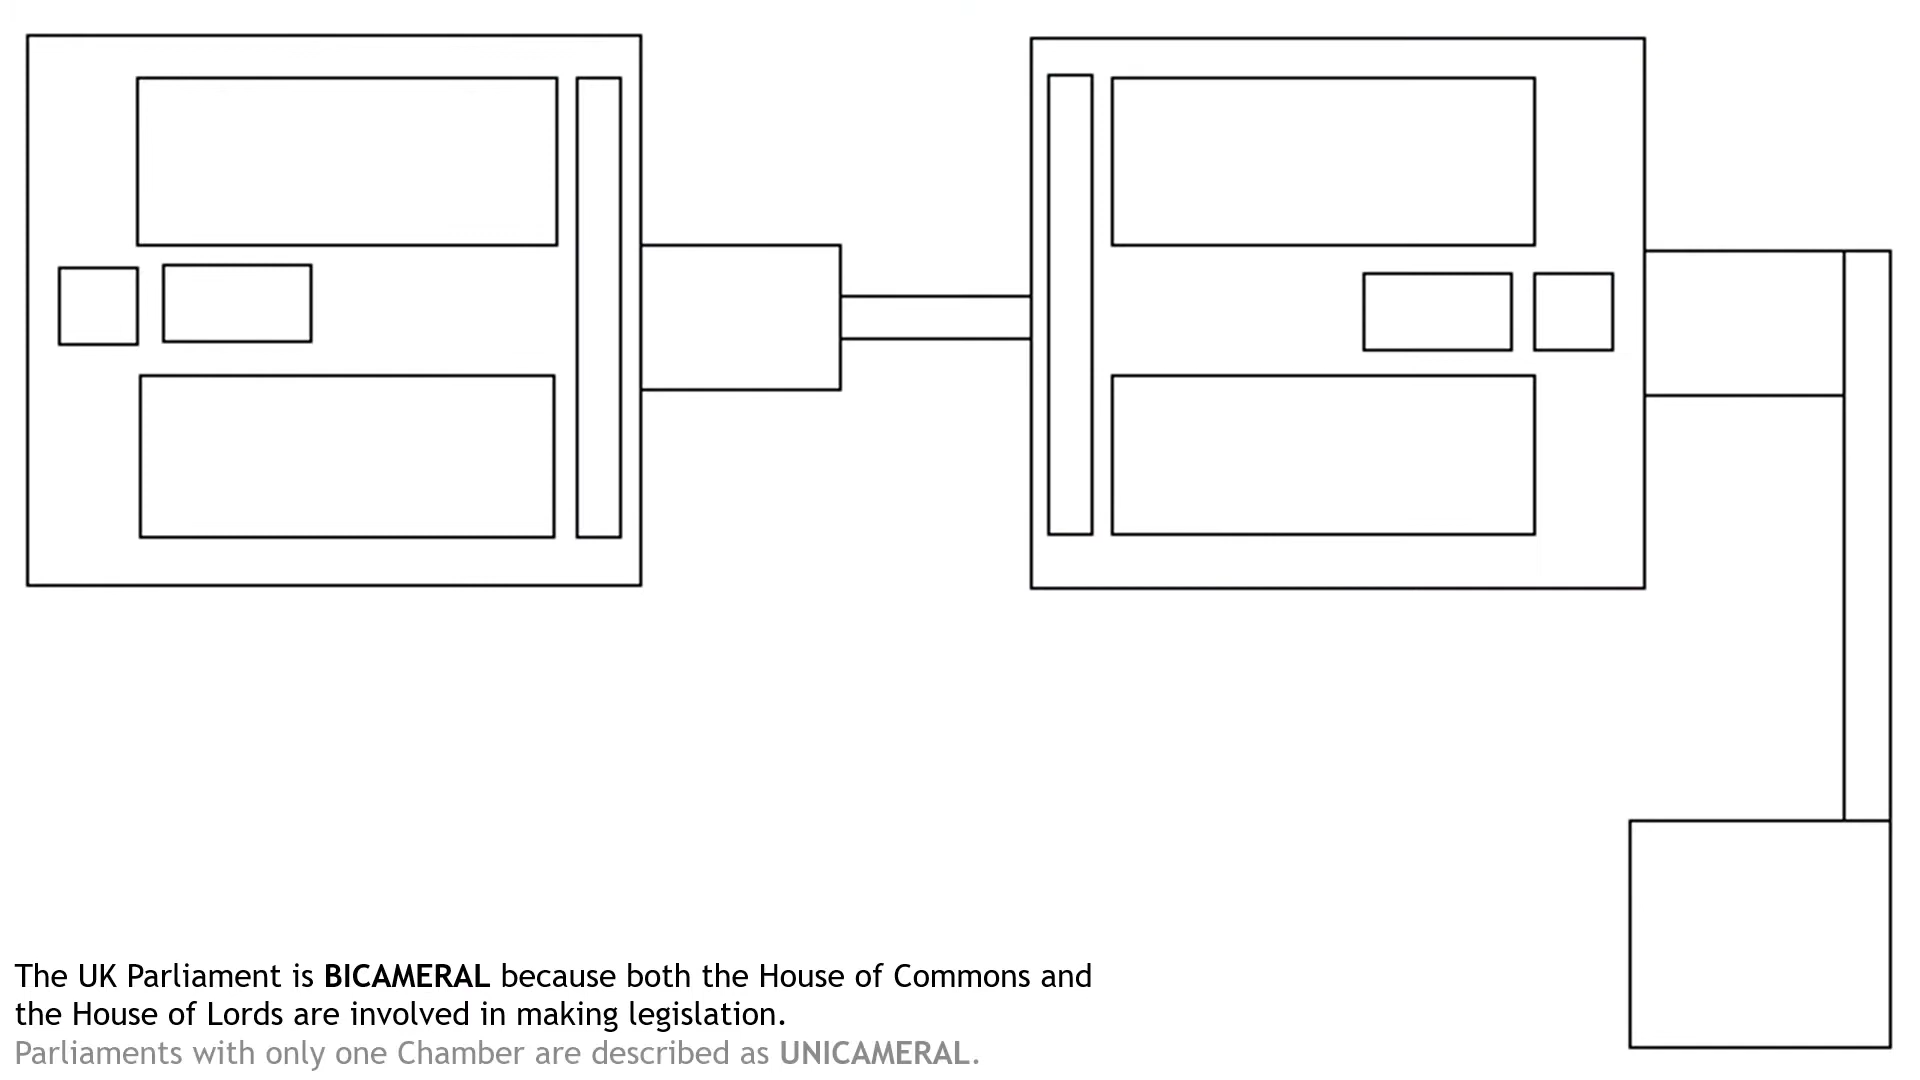 The UK Parliament is BICAMERAL because both the House of Commons and
the House of Lords are involved in making legislation.
Parliaments with only one Chamber are described as UNICAMERAL.